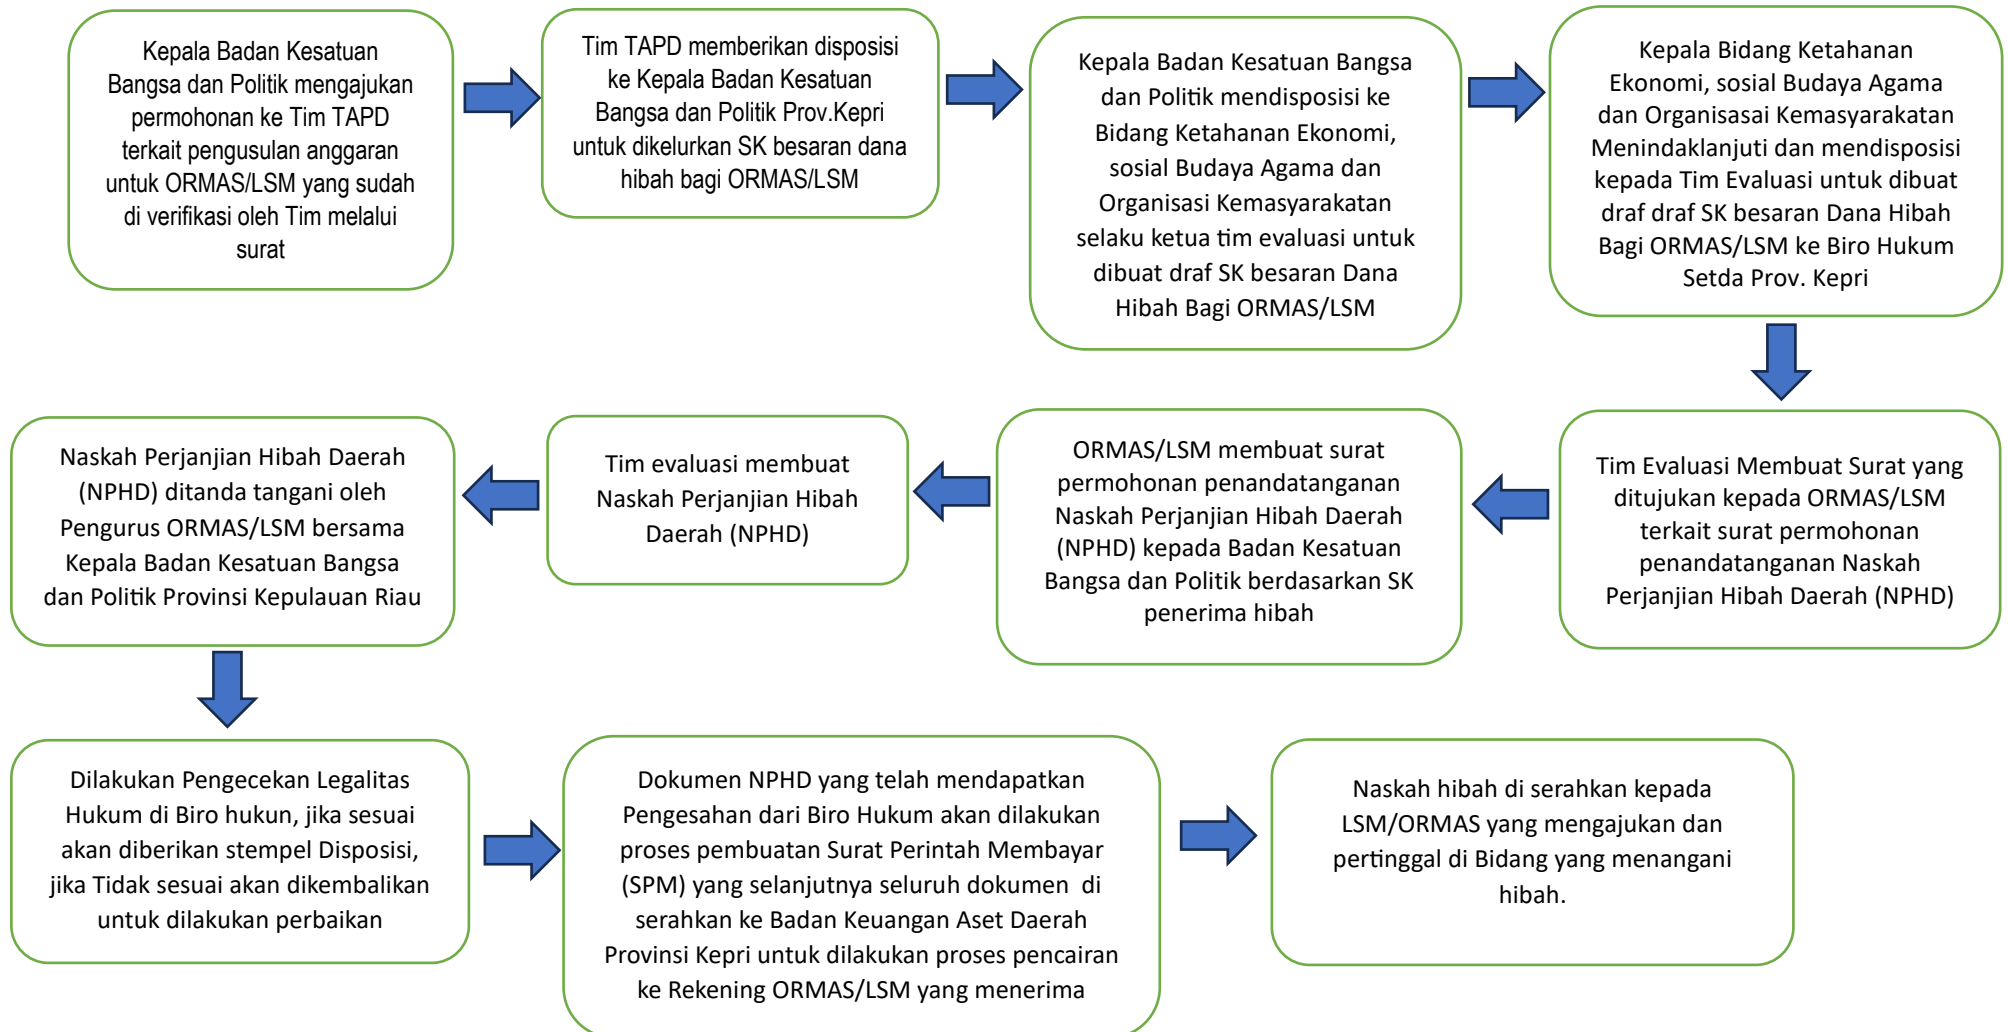 Kepala Badan Kesatuan
Bangsa dan Politik mengajukan
permohonan ke Tim TAPD
terkait pengusulan anggaran
untuk ORMAS/LSM yang sudah
di verifikasi oleh Tim melalui
surat
Tim TAPD memberikan disposisi
ke Kepala Badan Kesatuan
Bangsa dan Politik Prov.Kepri
untuk dikelurkan SK besaran dana
hibah bagi ORMAS/LSM
Kepala Badan Kesatuan Bangsa
dan Politik mendisposisi ke
Bidang Ketahanan Ekonomi,
sosial Budaya Agama dan
Organisasi Kemasyarakatan
selaku ketua tim evaluasi untuk
dibuat draf SK besaran Dana
Hibah Bagi ORMAS/LSM
Kepala Bidang Ketahanan
Ekonomi, sosial Budaya Agama
dan Organisasai Kemasyarakatan
Menindaklanjuti dan mendisposisi
kepada Tim Evaluasi untuk dibuat
draf draf SK besaran Dana Hibah
Bagi ORMAS/LSM ke Biro Hukum
Setda Prov. Kepri
Tim Evaluasi Membuat Surat yang
ditujukan kepada ORMAS/LSM
terkait surat permohonan
penandatanganan Naskah
Perjanjian Hibah Daerah (NPHD)
ORMAS/LSM membuat surat
permohonan penandatanganan
Naskah Perjanjian Hibah Daerah
(NPHD) kepada Badan Kesatuan
Bangsa dan Politik berdasarkan SK
penerima hibah
Tim evaluasi membuat
Naskah Perjanjian Hibah
Daerah (NPHD)
Naskah Perjanjian Hibah Daerah
(NPHD) ditanda tangani oleh
Pengurus ORMAS/LSM bersama
Kepala Badan Kesatuan Bangsa
dan Politik Provinsi Kepulauan Riau
Dilakukan Pengecekan Legalitas
Hukum di Biro hukun, jika sesuai
akan diberikan stempel Disposisi,
jika Tidak sesuai akan dikembalikan
untuk dilakukan perbaikan
Dokumen NPHD yang telah mendapatkan
Pengesahan dari Biro Hukum akan dilakukan
proses pembuatan Surat Perintah Membayar
(SPM) yang selanjutnya seluruh dokumen  di
serahkan ke Badan Keuangan Aset Daerah
Provinsi Kepri untuk dilakukan proses pencairan
ke Rekening ORMAS/LSM yang menerima
Naskah hibah di serahkan kepada
LSM/ORMAS yang mengajukan dan
pertinggal di Bidang yang menangani
hibah.